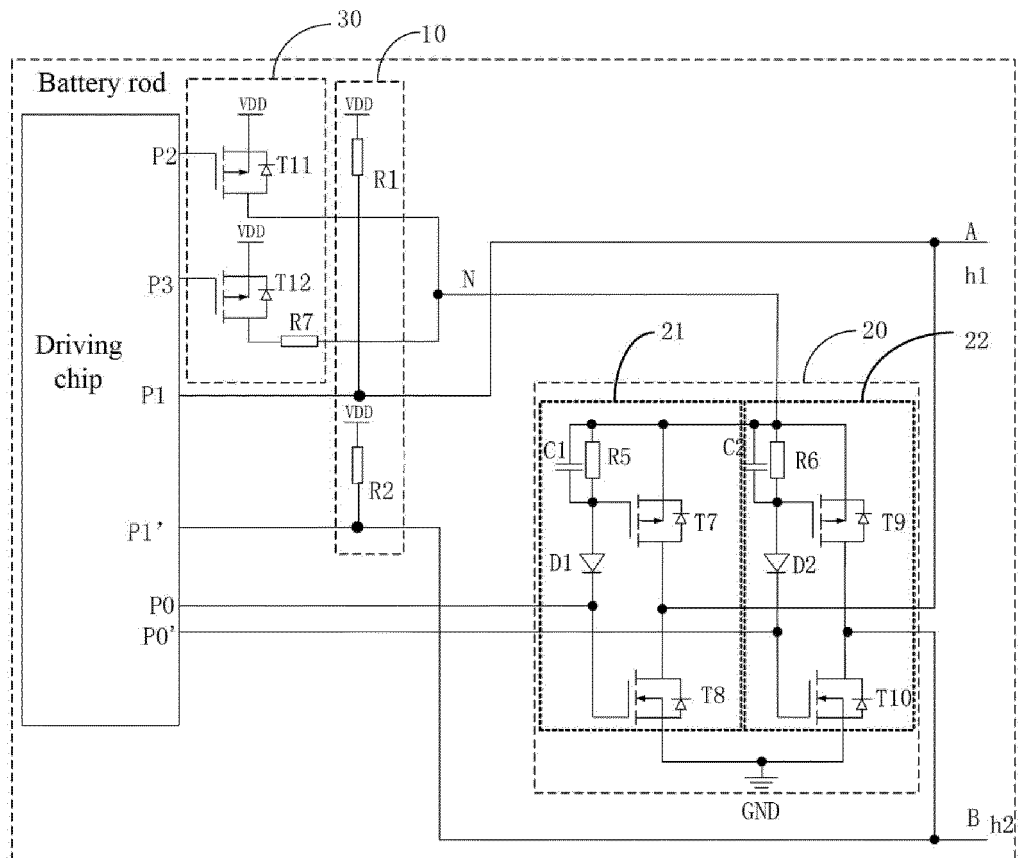 30
10
Battery rod
VDD
VDD
P2
T11
R1
VDD
A
P3
T12
N
h1
R7
21
20
22
Driving
chip
P1
VDD
C1
R5
C2
R6
R2
T7
T9
P1'
D1
D2
P0
P0'
T8
T10
GND
B
h2